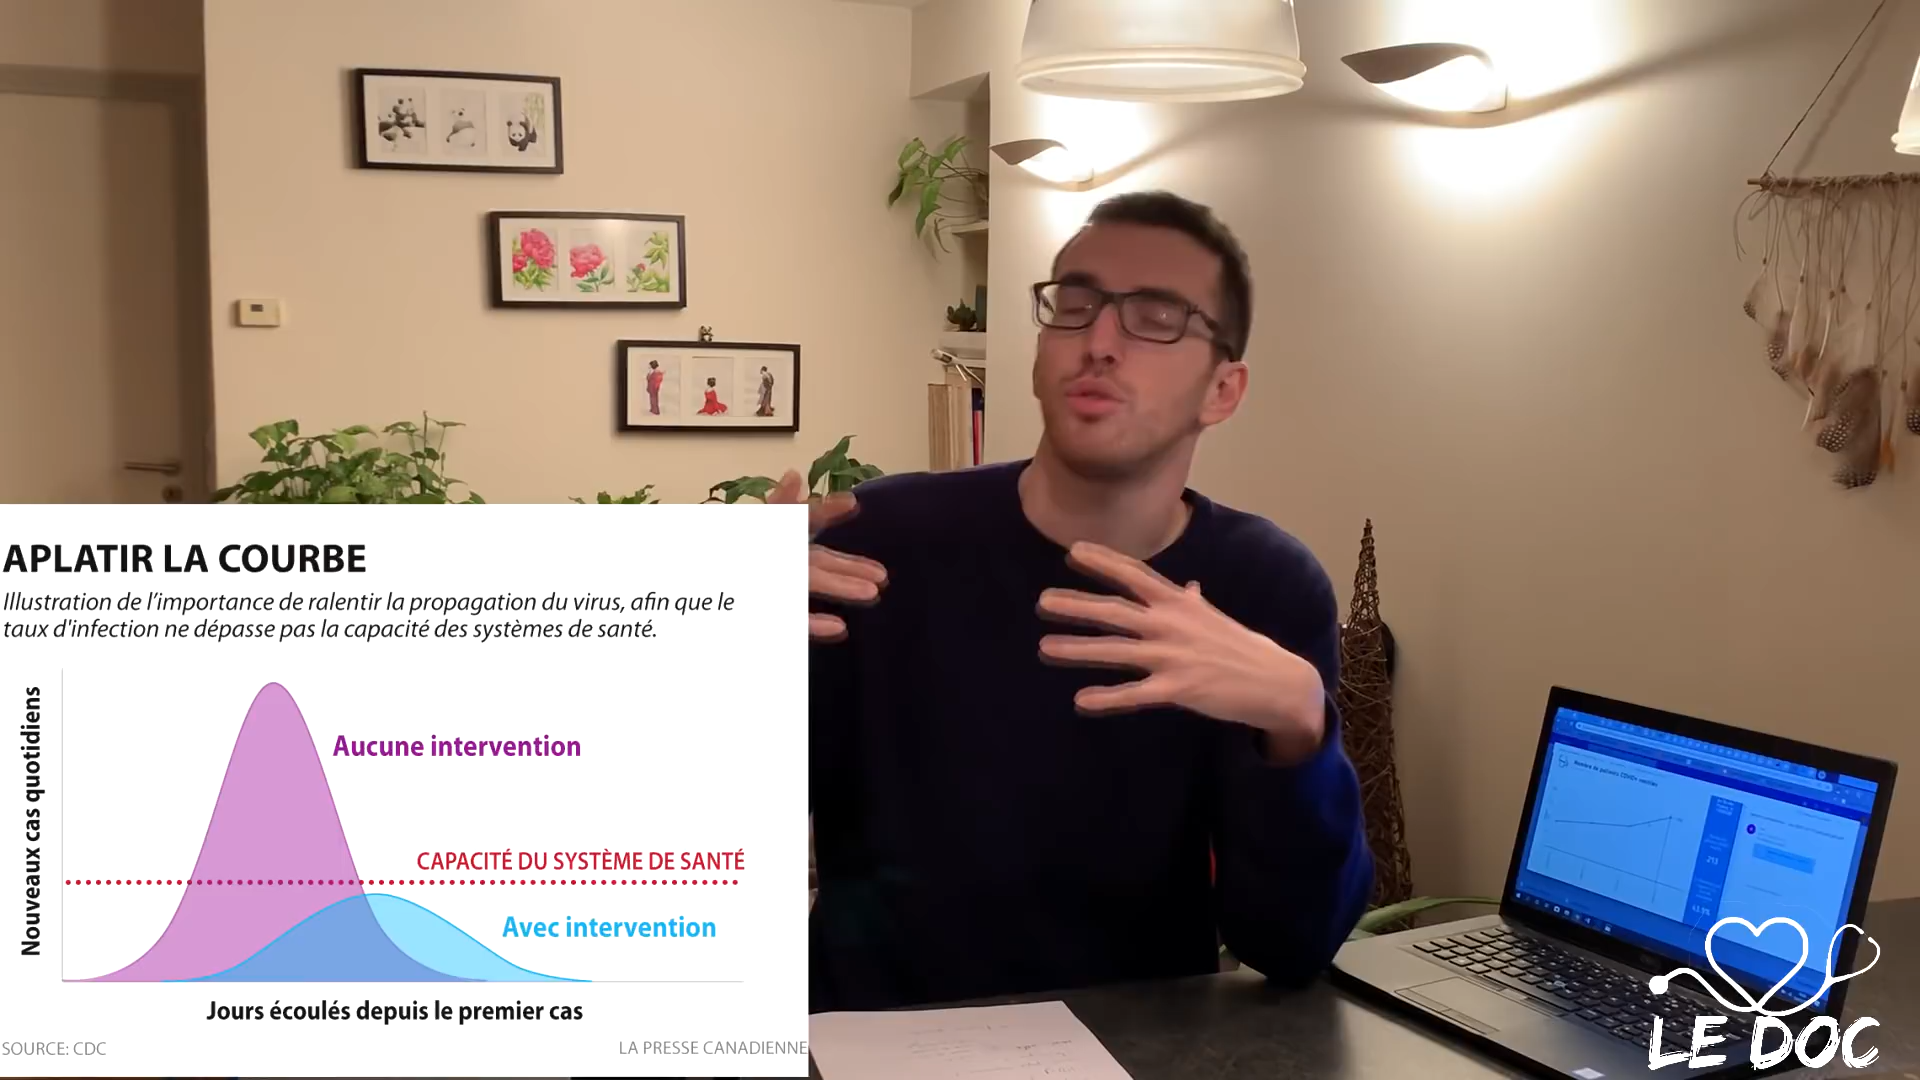 APLATIR LA COURBE
Illustration de l’importance de ralentir la propagation du virus, afin que le
taux d'infection ne dépasse pas la capacité des systèmes de santé.
Nouveaux cas quotidiens
Aucune intervention
CAPACITÉ DU SYSTÈME DE SANTÉ
Avec intervention
Jours écoulés depuis le premier cas
SOURCE: CDC
LA PRESSE CANADIENNE
LE DOC